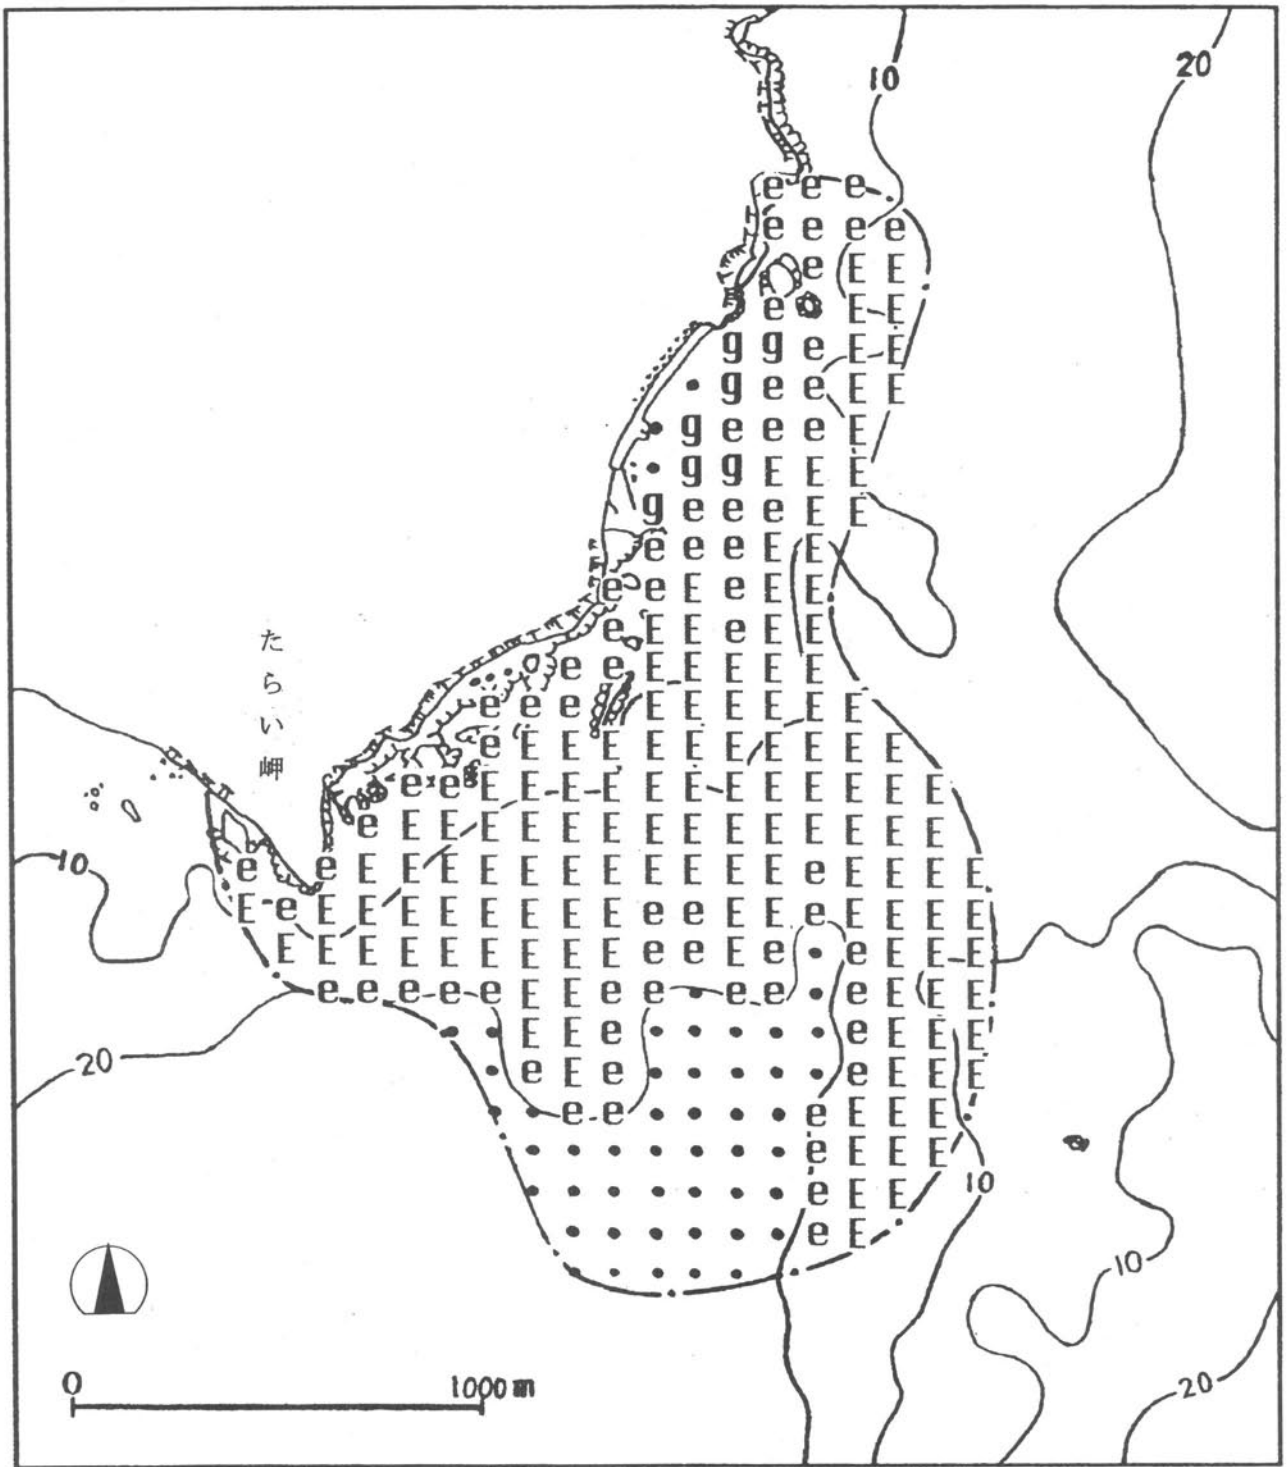 20
10
e e e
e e e e
e E E
e E E
g g e E E
g e e E E
g e e e E
g g E E E
g e e e E E
e e e E E
e e E e E E
e E E e E E
たらい岬
e e E E E E E
e e e E E E E E E
e E E E E E E E E E E
e e E E E E E E E E E E E E
e E E E E E E E E E E E E E E
10
e e E E E E E E E E E E E e E E E E
E e E E E E E E E E e e E E e E E E E
E E E E E E E E E e e E e e E E E
e e e e e E E e e e e e E E E
E E e e E E E
20
e E e e E E E
e e e E E E
e E E E
10
e E E
e E
10
0
1000m
20